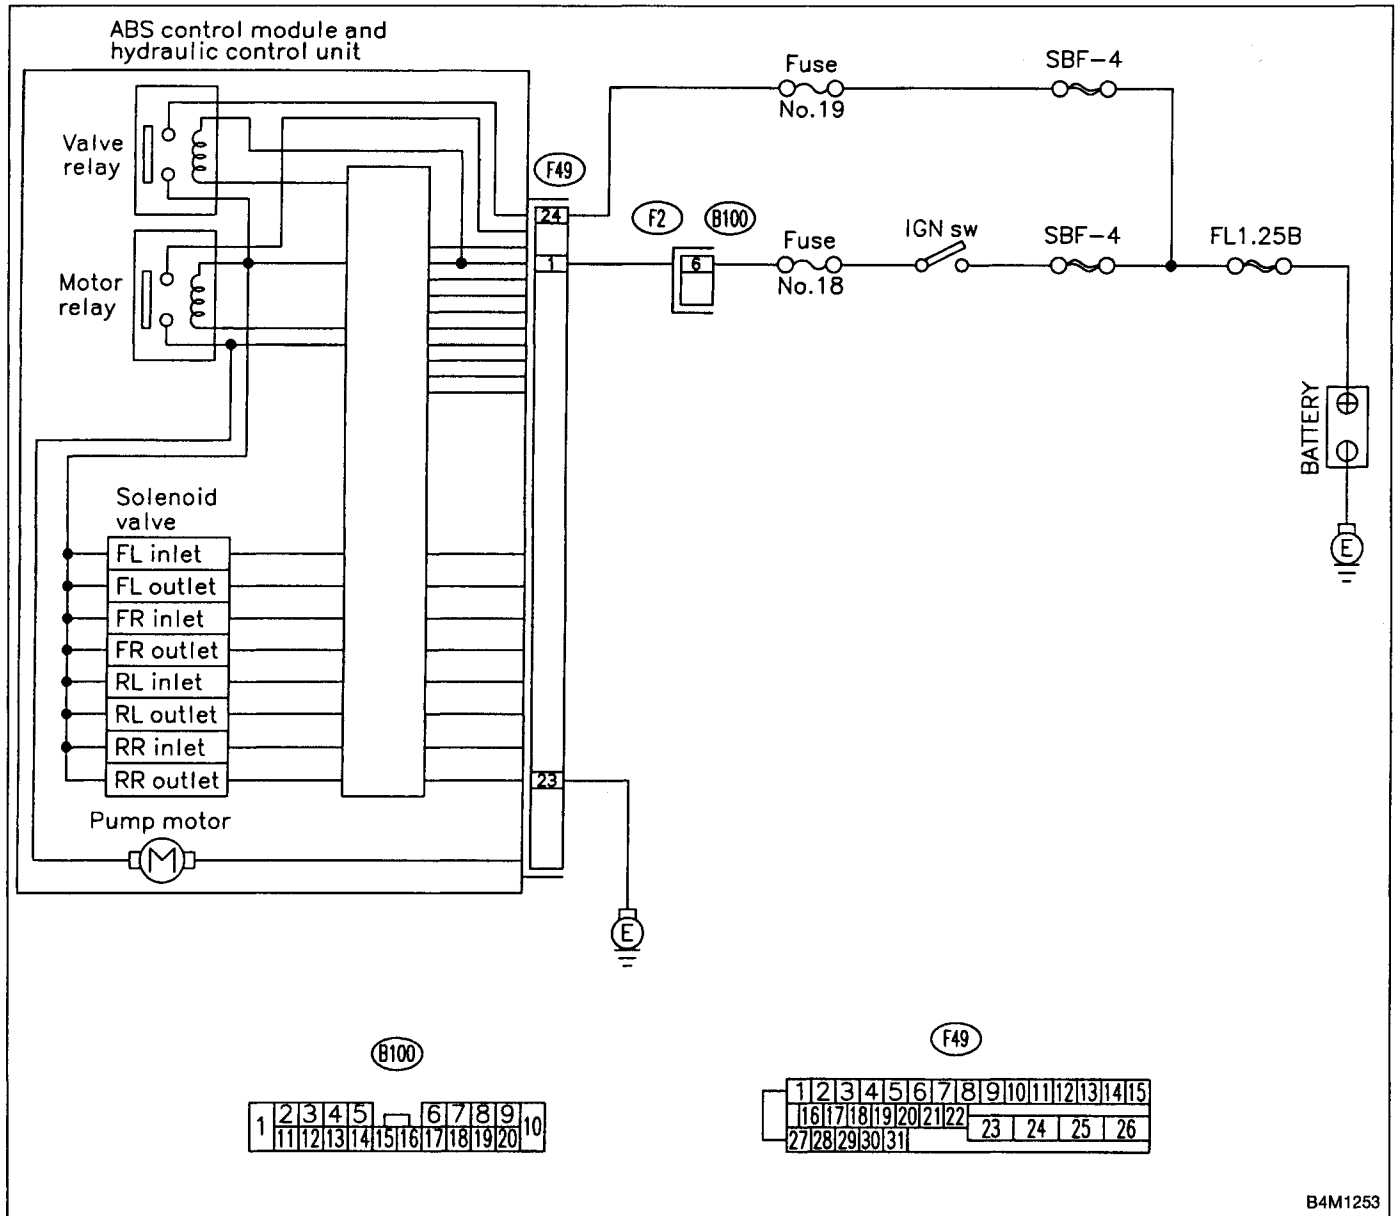 ABS control module and
hydraulic control unit
Valve
relay
Motor
relay
Solenoid
valve
FL inlet
FL outlet
FR inlet
FR outlet
RL inlet
RL outlet
RR inlet
RR outlet
Pump motor
M
F49
24
1
23
E
F2
B100
6
Fuse
No.19
SBF-4
Fuse
No.18
IGN sw
SBF-4
FL1.25B
BATTERY
E
B100
1 2 3 4 5 6 7 8 9 10
11 12 13 14 15 16 17 18 19 20
F49
1 2 3 4 5 6 7 8 9 10 11 12 13 14 15
16 17 18 19 20 21 22 23 24 25 26
27 28 29 30 31
B4M1253